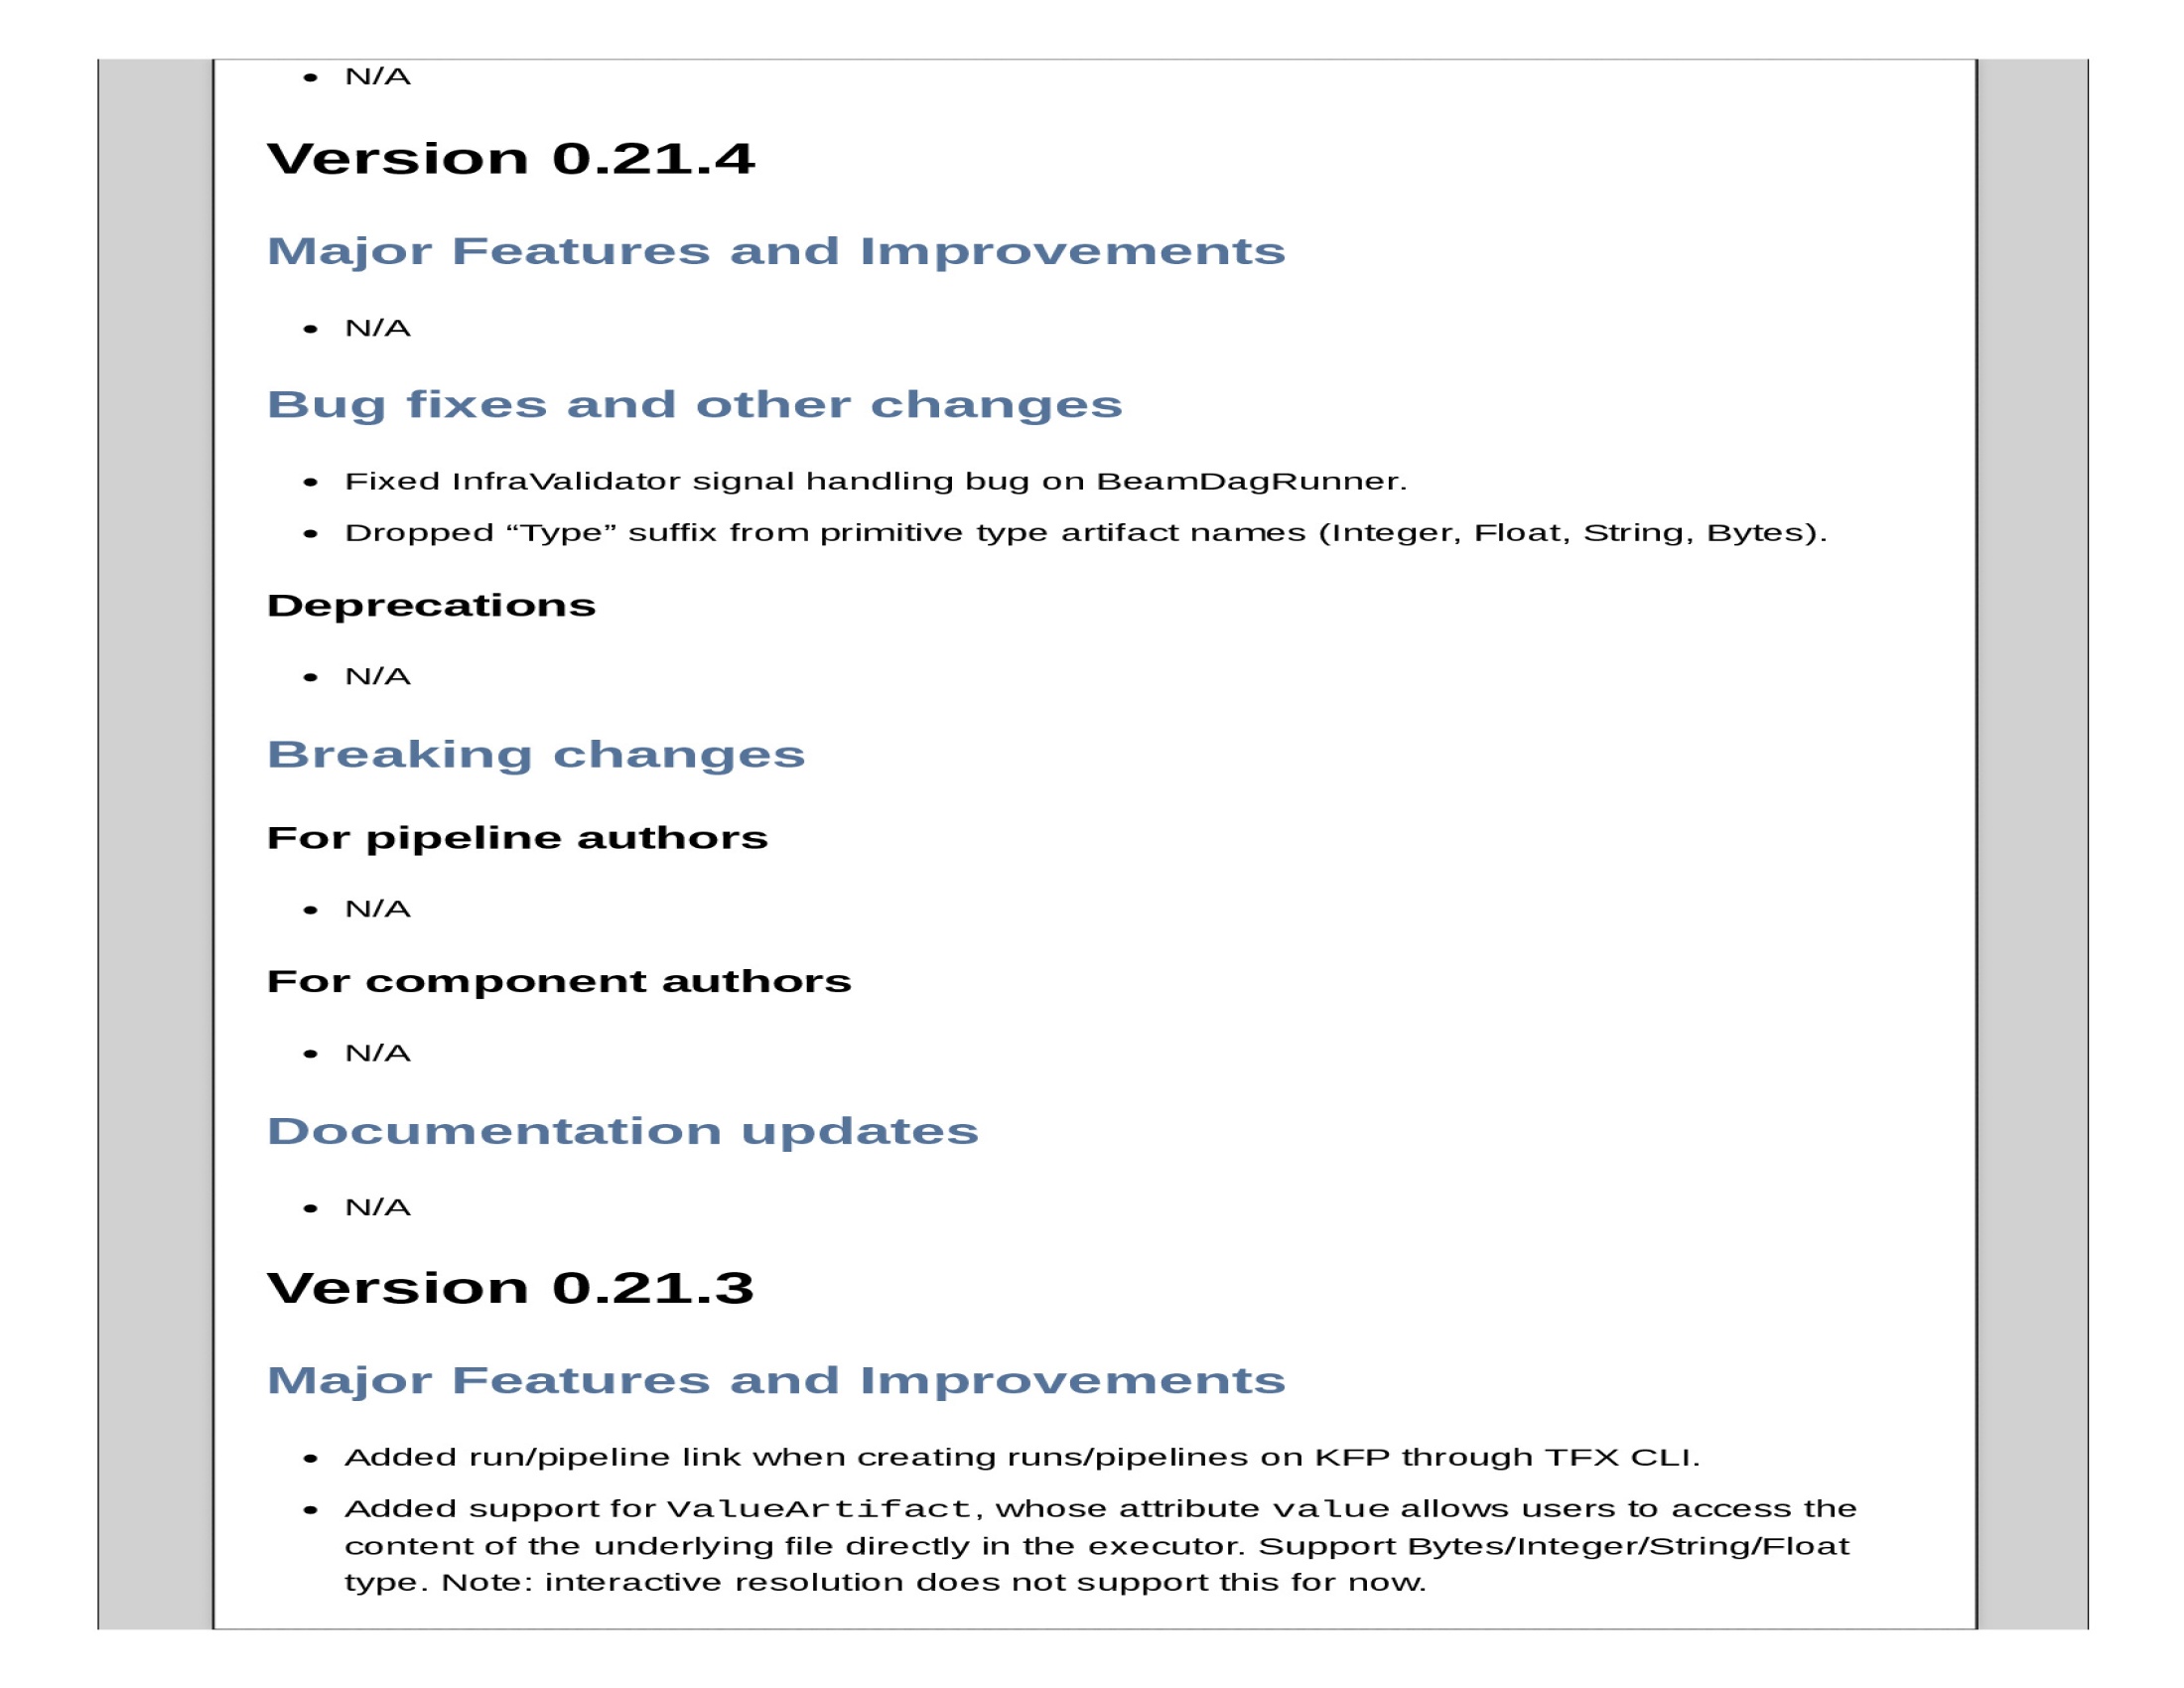 • N/A
Version 0.21.4
Major Features and Improvements
• N/A
Bug fixes and other changes
• Fixed InfraValidator signal handling bug on BeamDagRunner.
• Dropped “Type” suffix from primitive type artifact names (Integer, Float, String, Bytes).
Deprecations
• N/A
Breaking changes
For pipeline authors
• N/A
For component authors
• N/A
Documentation updates
• N/A
Version 0.21.3
Major Features and Improvements
• Added run/pipeline link when creating runs/pipelines on KFP through TFX CLI.
• Added support for ValueArtifact, whose attribute value allows users to access the
content of the underlying file directly in the executor. Support Bytes/Integer/String/Float
type. Note: interactive resolution does not support this for now.